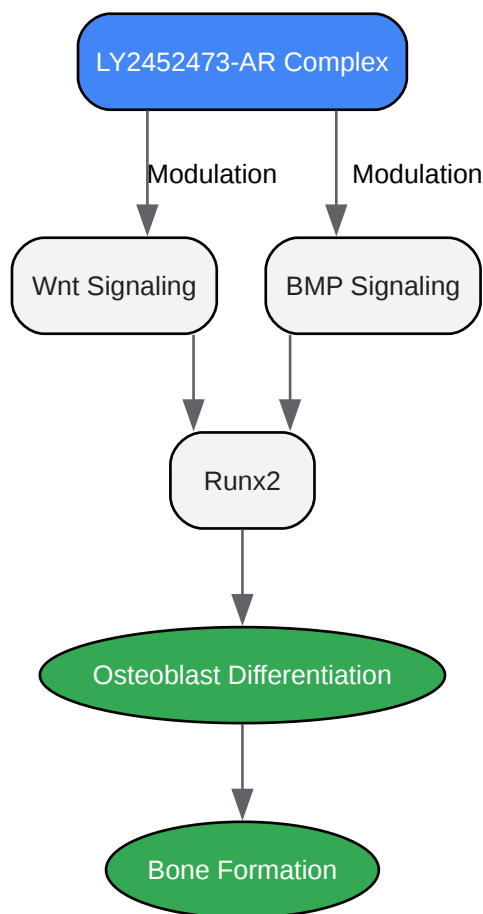 LY2452473-AR Complex
Modulation
Modulation
Wnt Signaling
BMP Signaling
Runx2
Osteoblast Differentiation
Bone Formation